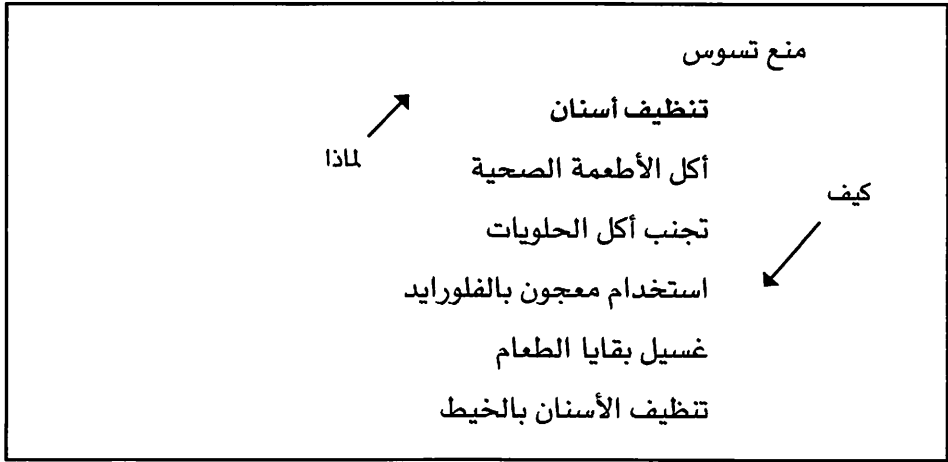 منع تسوس
تنظيف أسنان
لماذا
أكل الأطعمة الصحية
كيف
تجنب أكل الحلويات
استخدام معجون بالفلورايد
غسيل بقايا الطعام
تنظيف الأسنان بالخيط